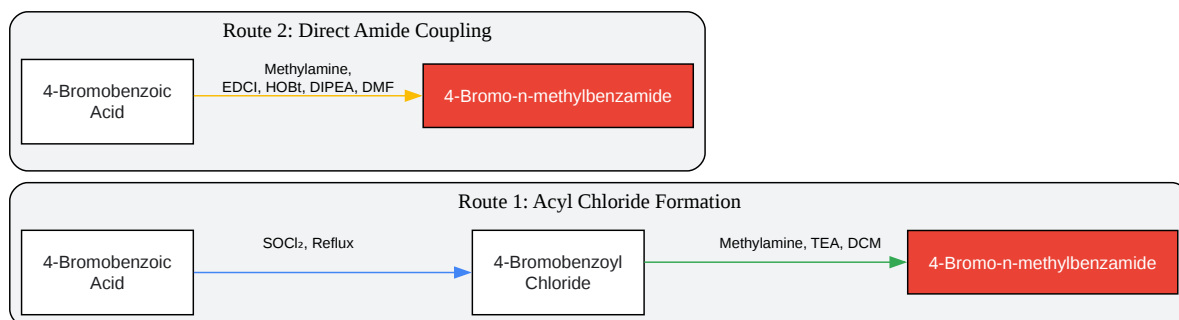 Route 2: Direct Amide Coupling
4-Bromobenzoic
Acid
Methylamine,
EDCI, HOBt, DIPEA, DMF
4-Bromo-n-methylbenzamide
Route 1: Acyl Chloride Formation
4-Bromobenzoic
Acid
SOCl₂, Reflux
4-Bromobenzoyl
Chloride
Methylamine, TEA, DCM
4-Bromo-n-methylbenzamide